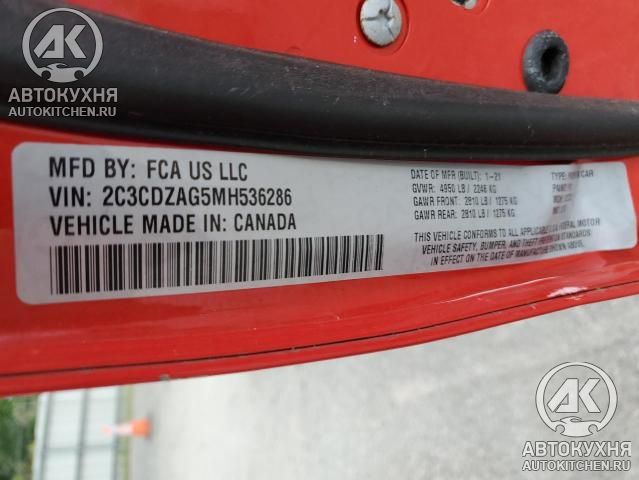 AK
АВТОКУХНЯ
AUTOKITCHEN.RU
MFD BY: FCA US LLC
VIN: 2C3CDZAG5MH536286
VEHICLE MADE IN: CANADA
DATE OF MFR (BUILT): 1-21
GVWR: 4950 LB / 2246 KG
GAWR FRONT: 2810 LB / 1275 KG
GAWR REAR: 2810 LB / 1275 KG
TYPE: CAR
THIS VEHICLE CONFORMS TO ALL APPLICABLE U.S.A. FEDERAL MOTOR
VEHICLE SAFETY, BUMPER, AND THEFT PREVENTION STANDARDS
IN EFFECT ON THE DATE OF MANUFACTURE SHOWN ABOVE.
AK
АВТОКУХНЯ
AUTOKITCHEN.RU